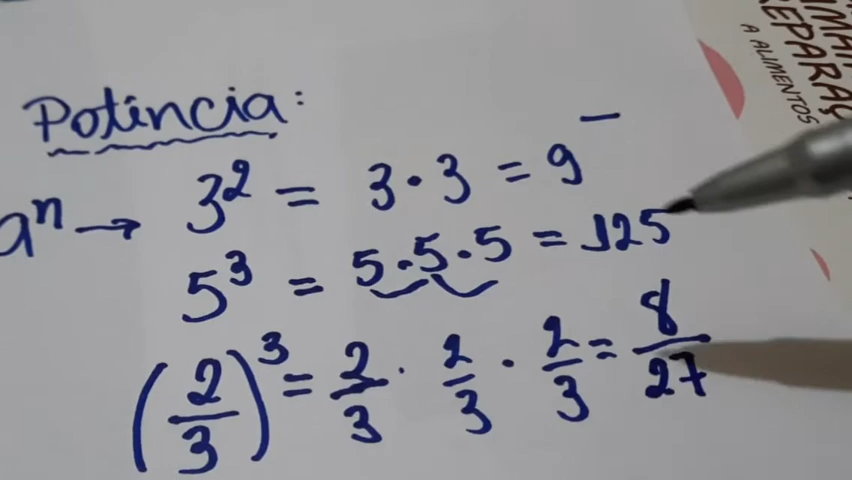 Potência:
aⁿ → 3² = 3 · 3 = 9
5³ = 5 · 5 · 5 = 125
(2/3)³ = 2/3 · 2/3 · 2/3 = 8/27
A ALIMENTOS